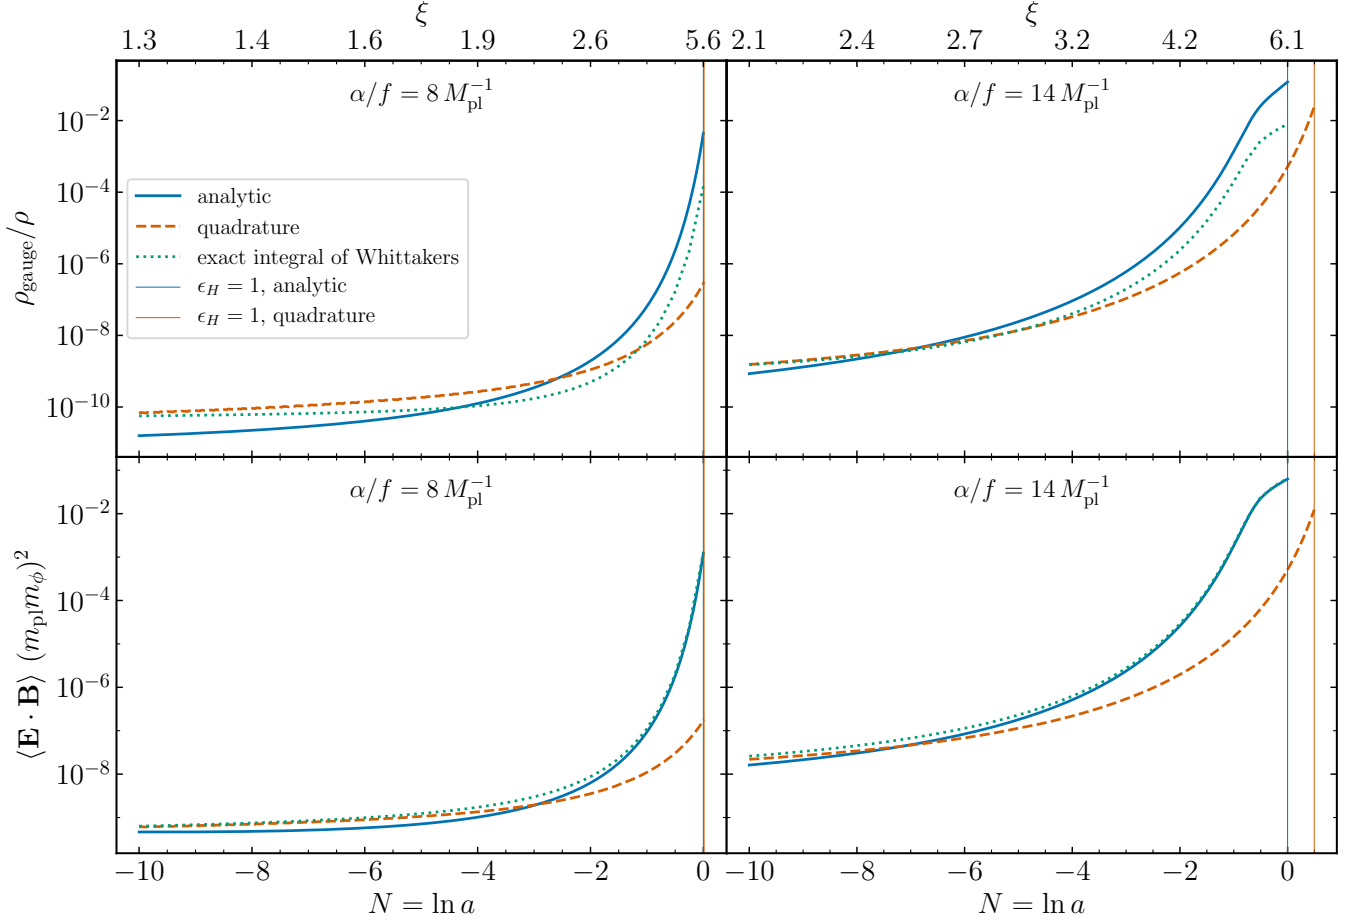 ξ ξ
1.3 1.4 1.6 1.9 2.6 5.6 2.1 2.4 2.7 3.2 4.2 6.1
α/f = 8 M_pl^{-1} α/f = 14 M_pl^{-1}
10^{-2}
10^{-4}
10^{-6}
10^{-8}
10^{-10}
ρ_gauge/ρ
analytic
quadrature
exact integral of Whittakers
ϵ_H = 1, analytic
ϵ_H = 1, quadrature
α/f = 8 M_pl^{-1} α/f = 14 M_pl^{-1}
10^{-2}
10^{-4}
10^{-6}
10^{-8}
⟨E · B⟩ (m_pl m_ϕ)^2
−10 −8 −6 −4 −2 0 −10 −8 −6 −4 −2 0
N = ln a N = ln a